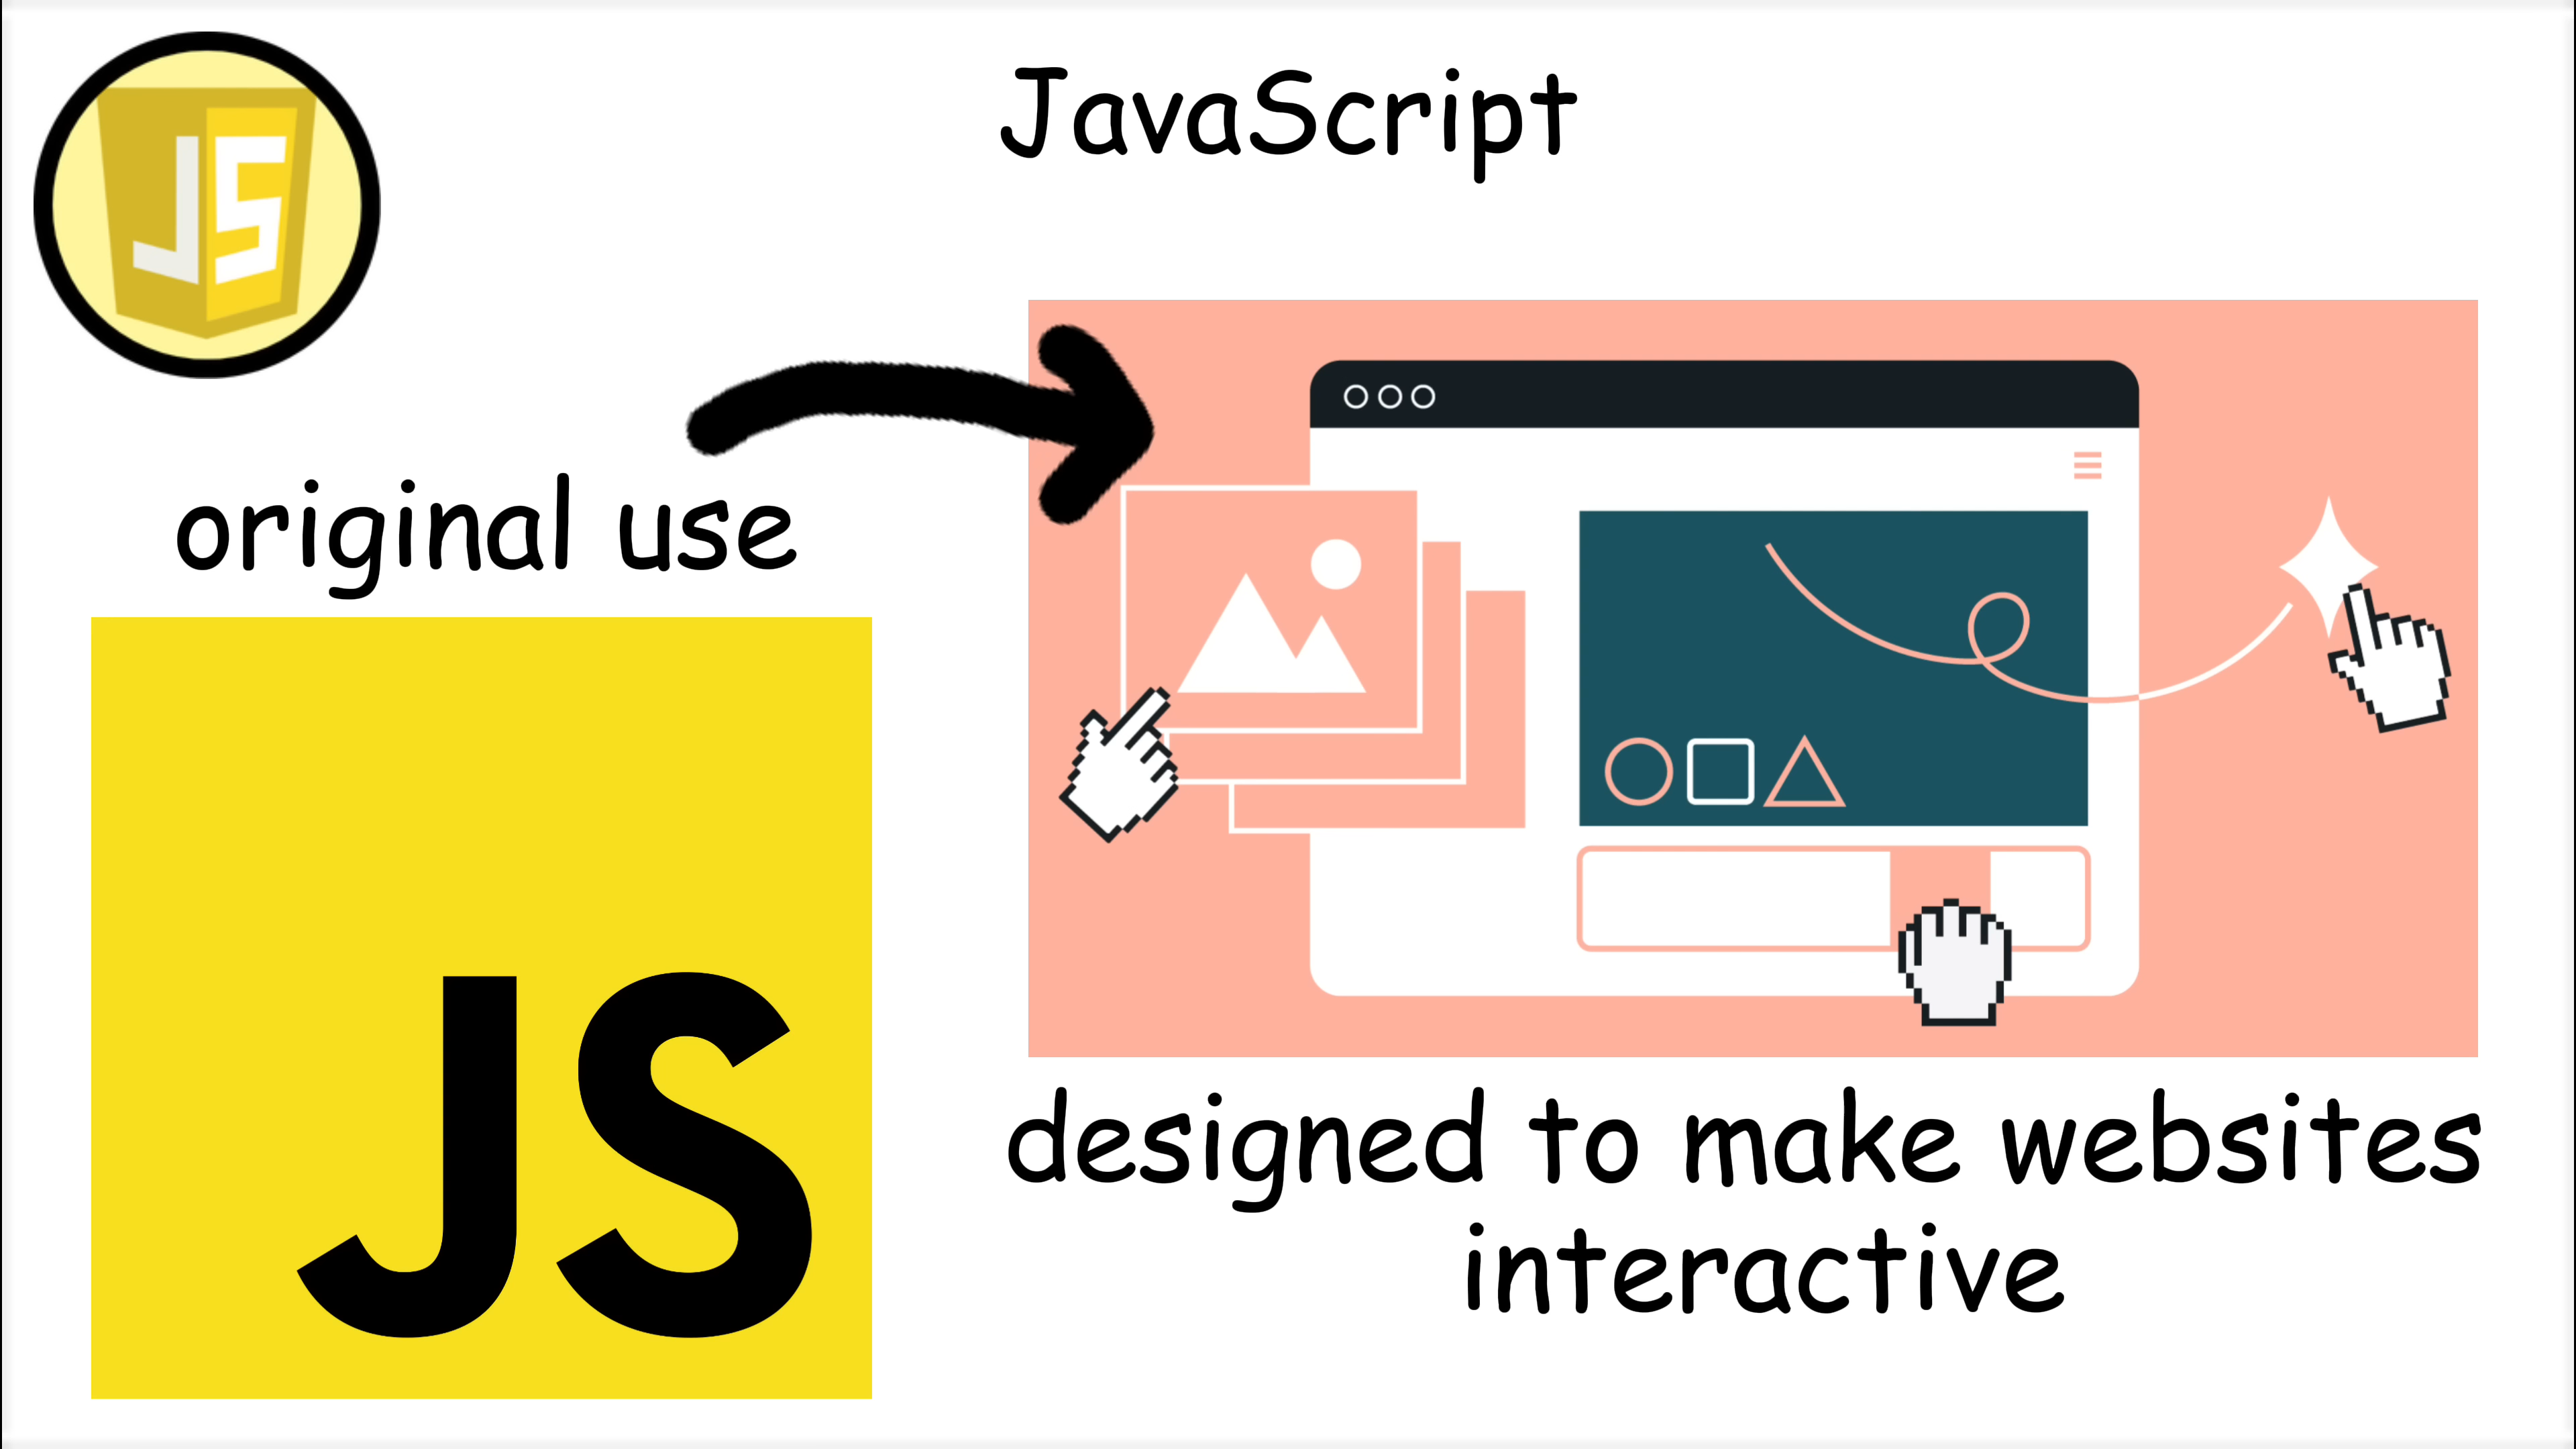 JS
JavaScript
original use
JS
designed to make websites
interactive